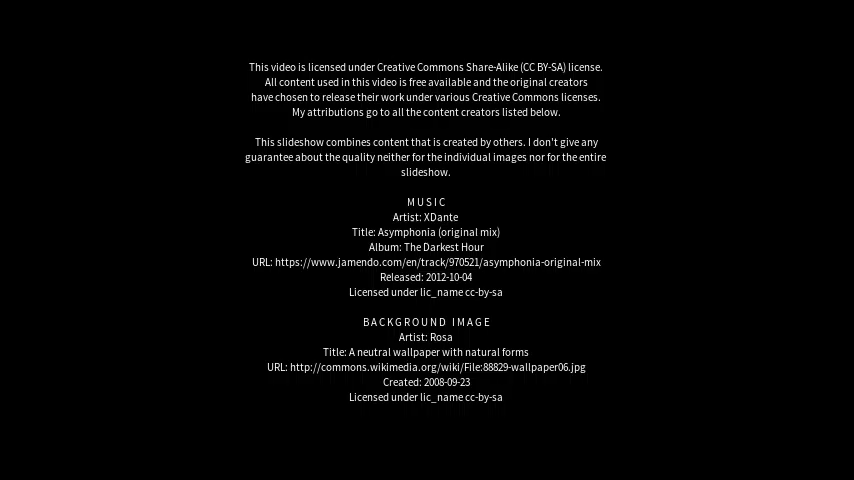 This video is licensed under Creative Commons Share-Alike (CC BY-SA) license.
All content used in this video is free available and the original creators
have chosen to release their work under various Creative Commons licenses.
My attributions go to all the content creators listed below.
This slideshow combines content that is created by others. I don't give any
guarantee about the quality neither for the individual images nor for the entire
slideshow.
MUSIC
Artist: XDante
Title: Asymphonia (original mix)
Album: The Darkest Hour
URL: https://www.jamendo.com/en/track/970521/asymphonia-original-mix
Released: 2012-10-04
Licensed under lic_name cc-by-sa
BACKGROUND IMAGE
Artist: Rosa
Title: A neutral wallpaper with natural forms
URL: http://commons.wikimedia.org/wiki/File:88829-wallpaper06.jpg
Created: 2008-09-23
Licensed under lic_name cc-by-sa